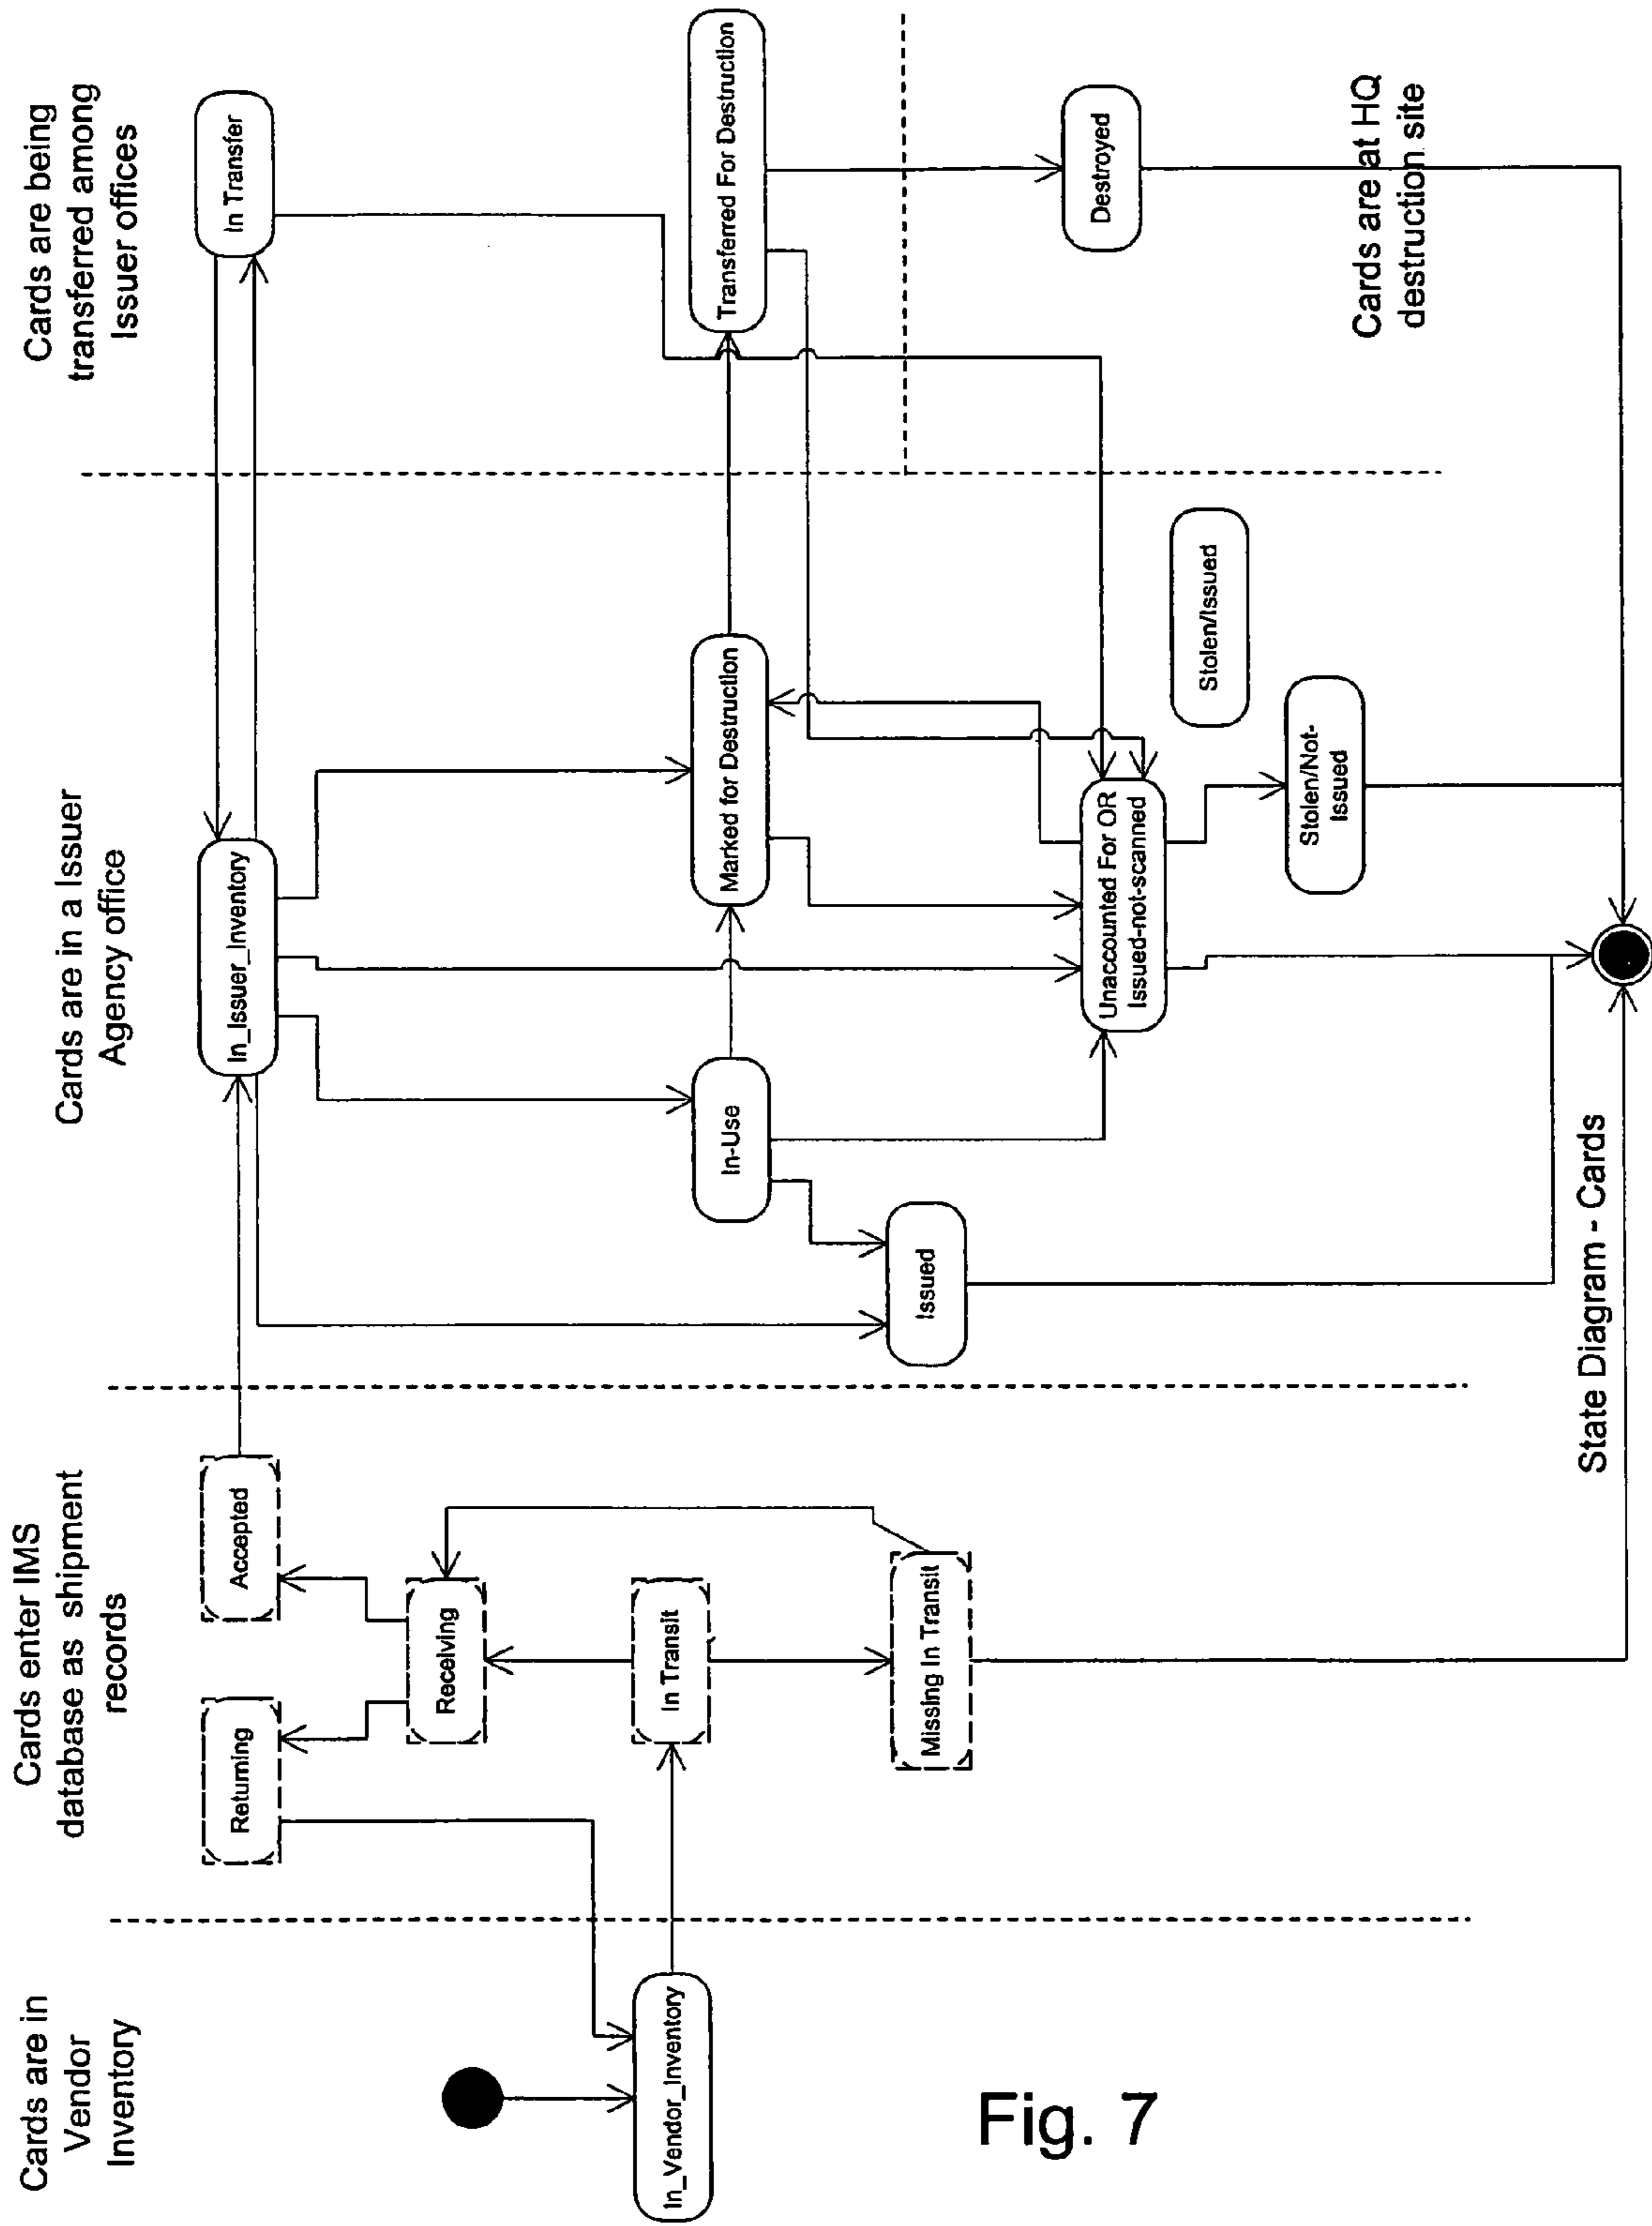 Cards are in
Vendor
Inventory
Cards enter IMS
database as shipment
records
Cards are in a Issuer
Agency office
Cards are being
transferred among
Issuer offices
Returning
Accepted
In_Issuer_Inventory
In Transfer
Receiving
In_Vendor_Inventory
In Transit
In-Use
Marked for Destruction
Transferred For Destruction
Missing In Transit
Issued
Unaccounted For OR
Issued-not-scanned
Destroyed
Stolen/Issued
Stolen/Not-
Issued
Cards are at HQ
destruction site
State Diagram - Cards
Fig. 7